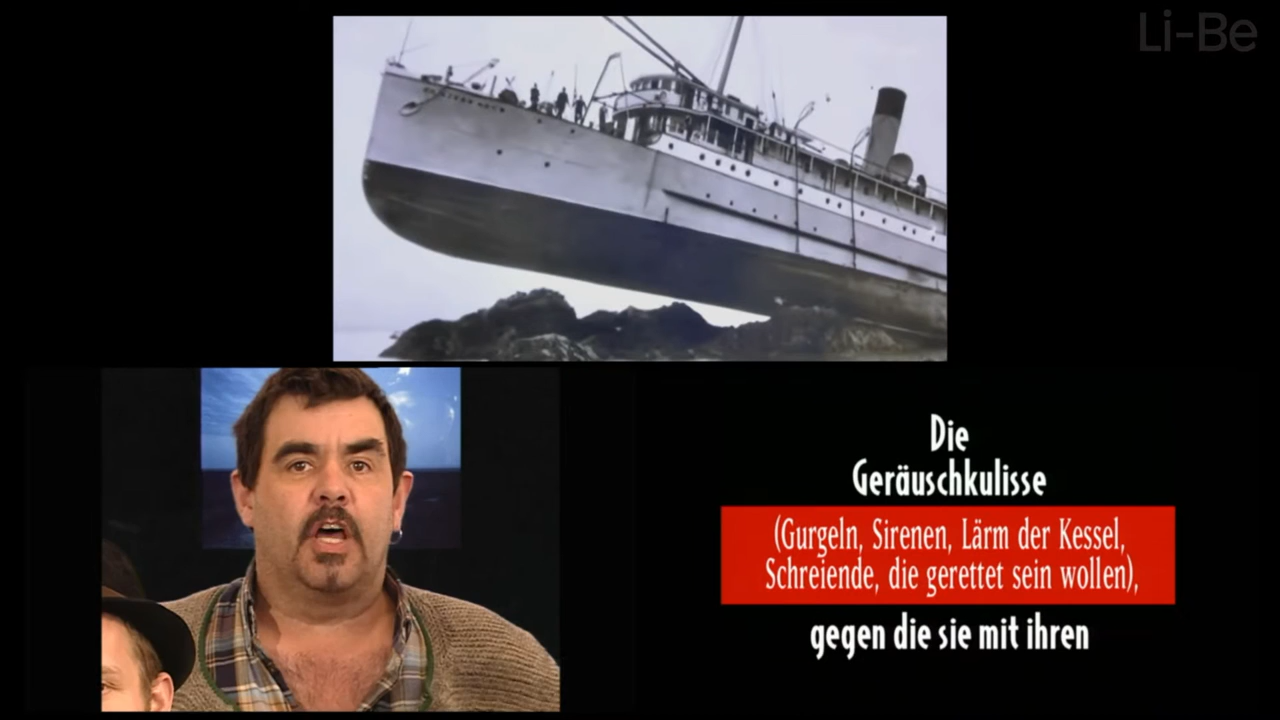 Li-Be
Die
Geräuschkulisse
(Gurgeln, Sirenen, Lärm der Kessel,
Schreiende, die gerettet sein wollen),
gegen die sie mit ihren